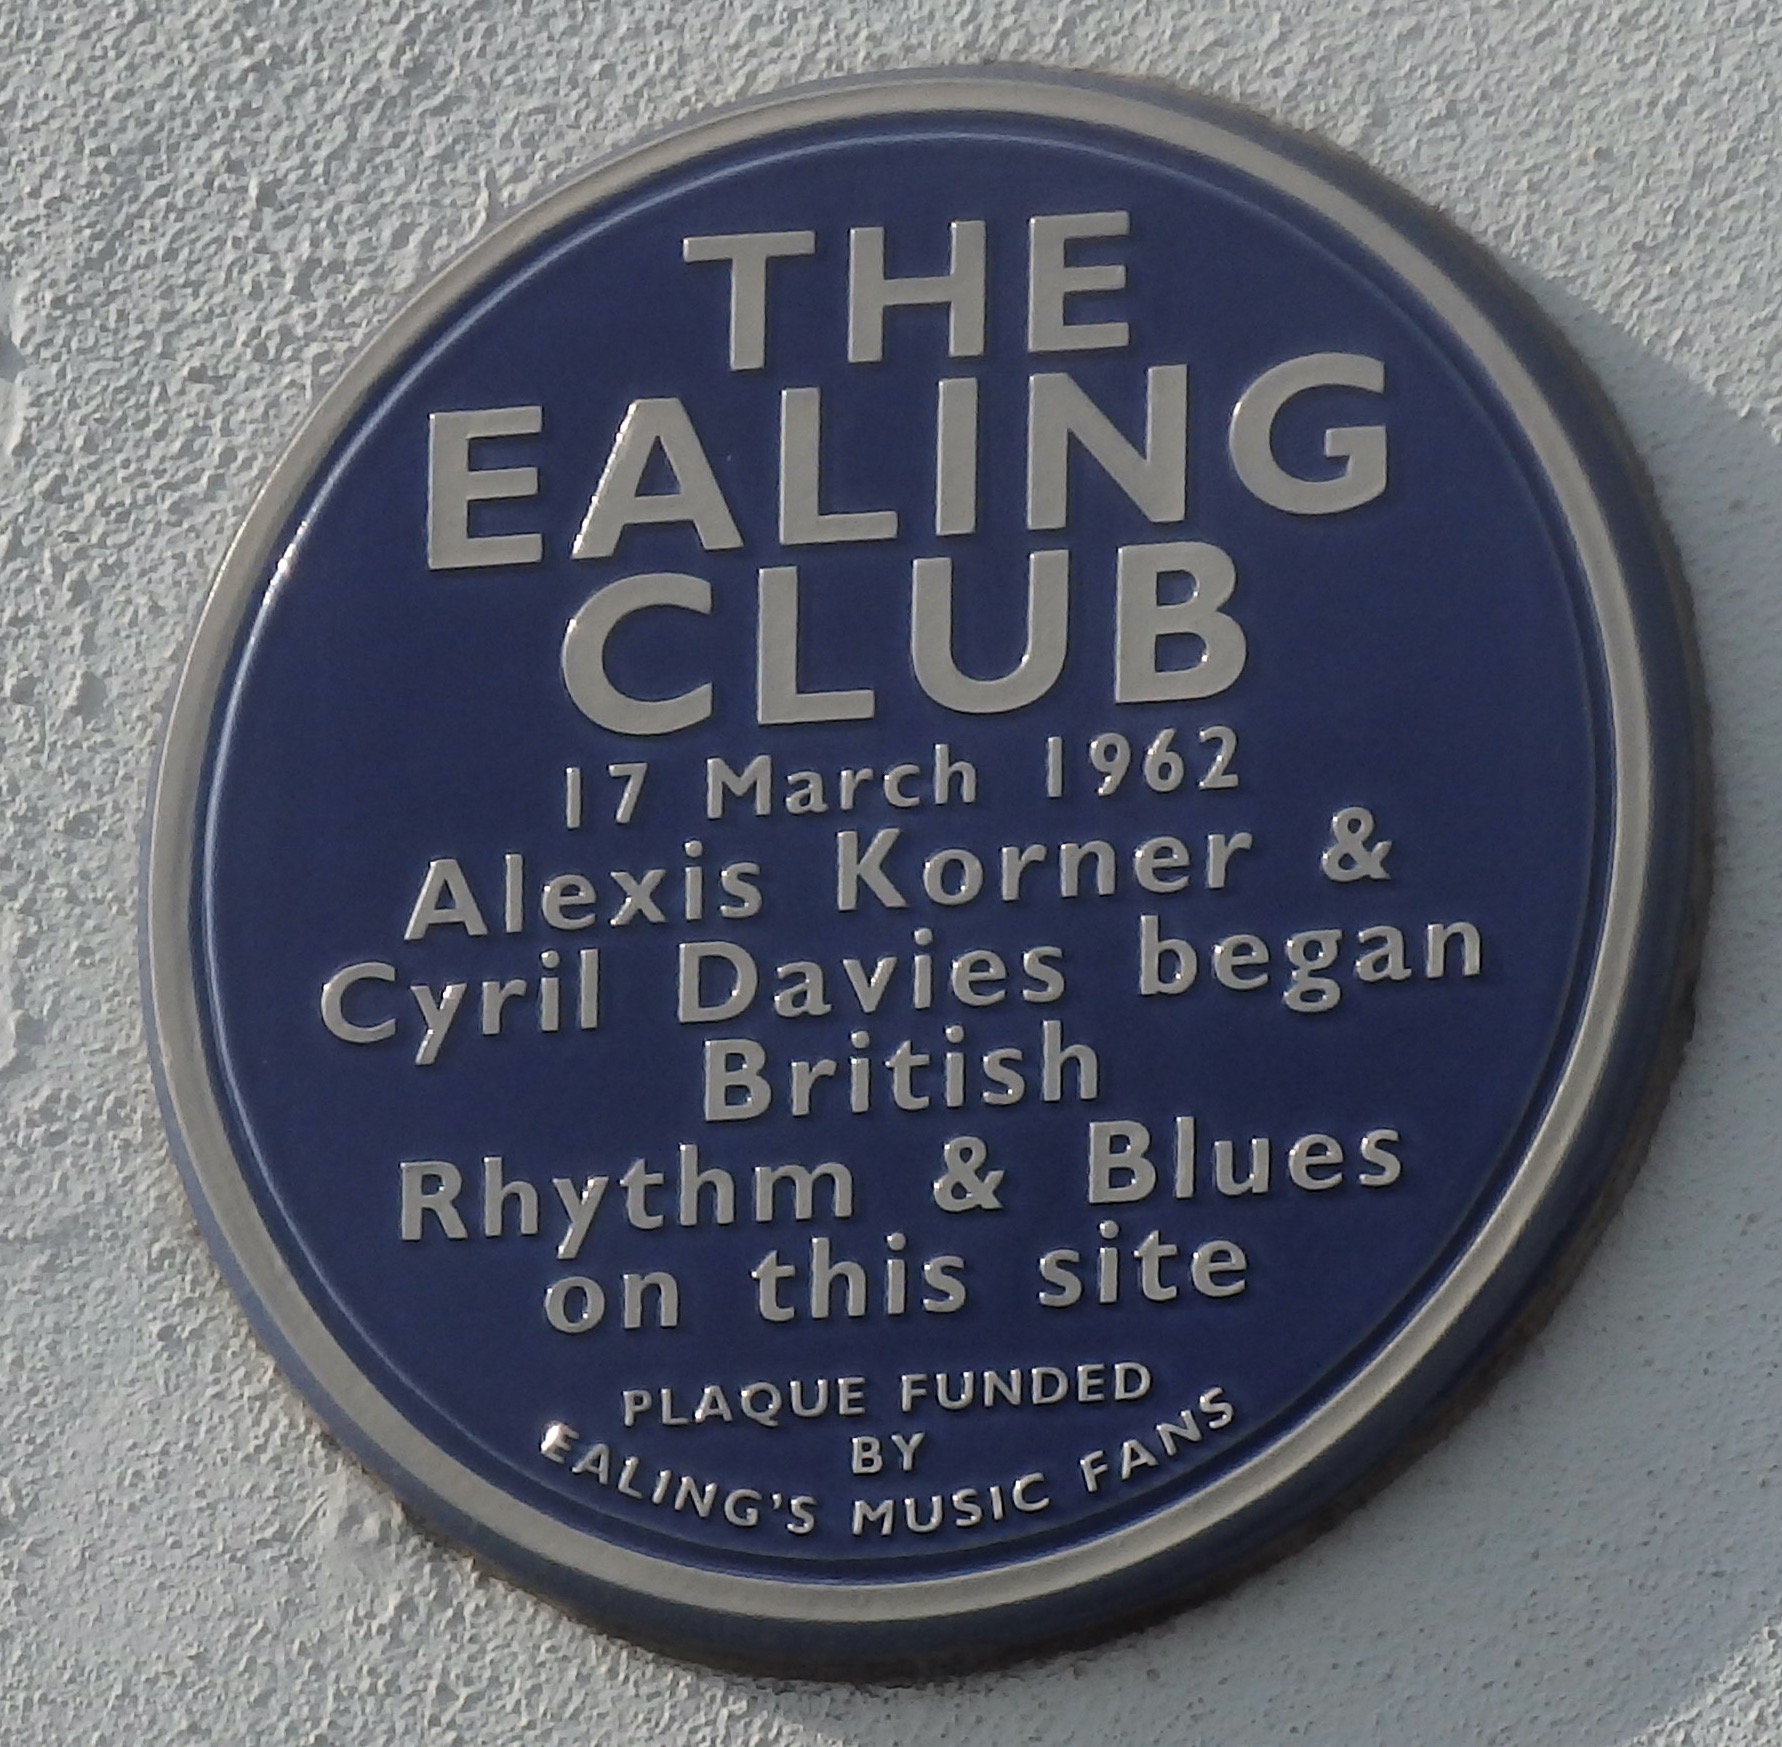 THE
EALING
CLUB
17 March 1962
Alexis Korner &
Cyril Davies began
British
Rhythm & Blues
on this site
PLAQUE FUNDED
BY
EALING'S MUSIC FANS